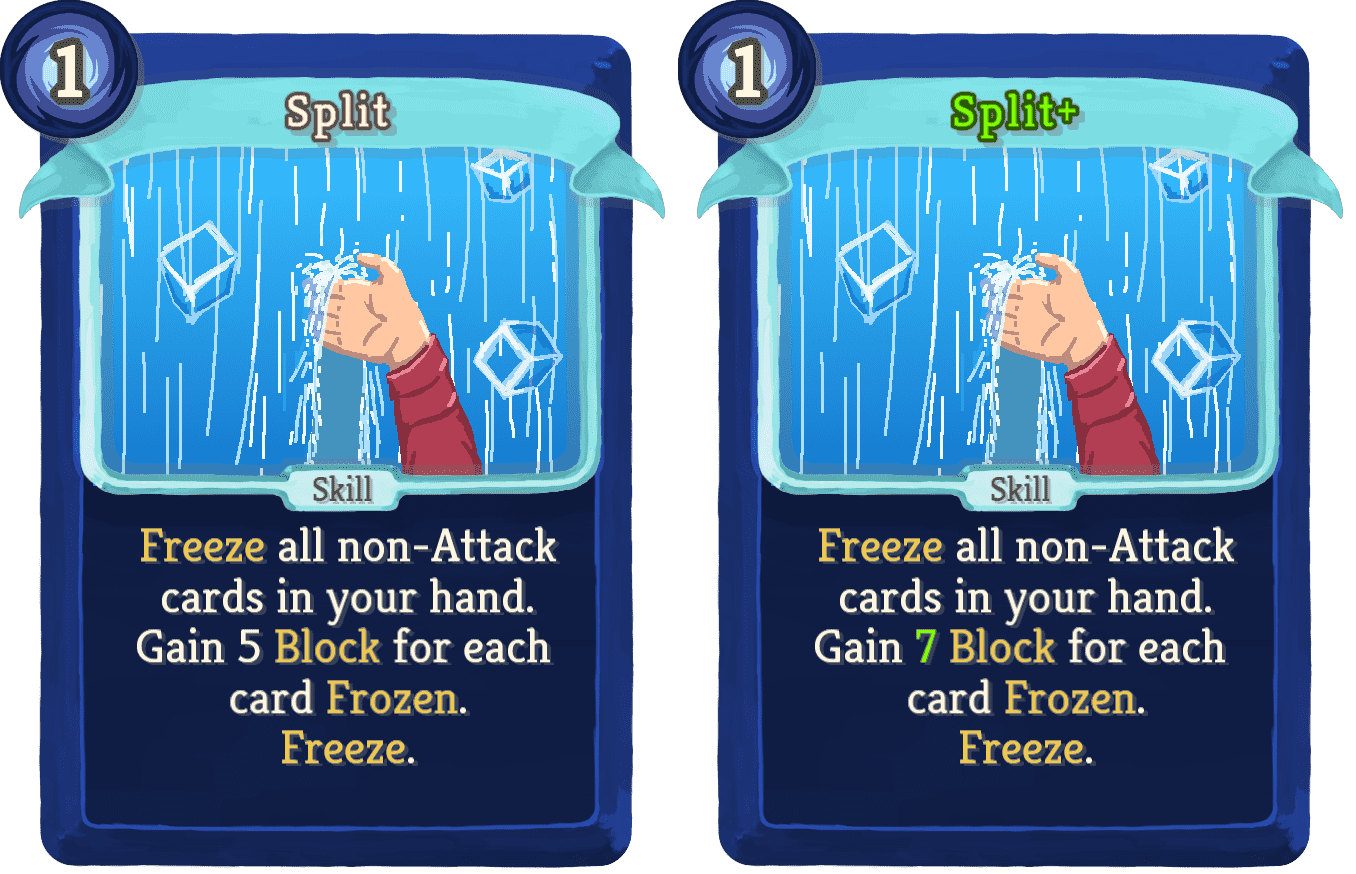 1
Split
Skill
Freeze all non-Attack
cards in your hand.
Gain 5 Block for each
card Frozen.
Freeze.
1
Split+
Skill
Freeze all non-Attack
cards in your hand.
Gain 7 Block for each
card Frozen.
Freeze.